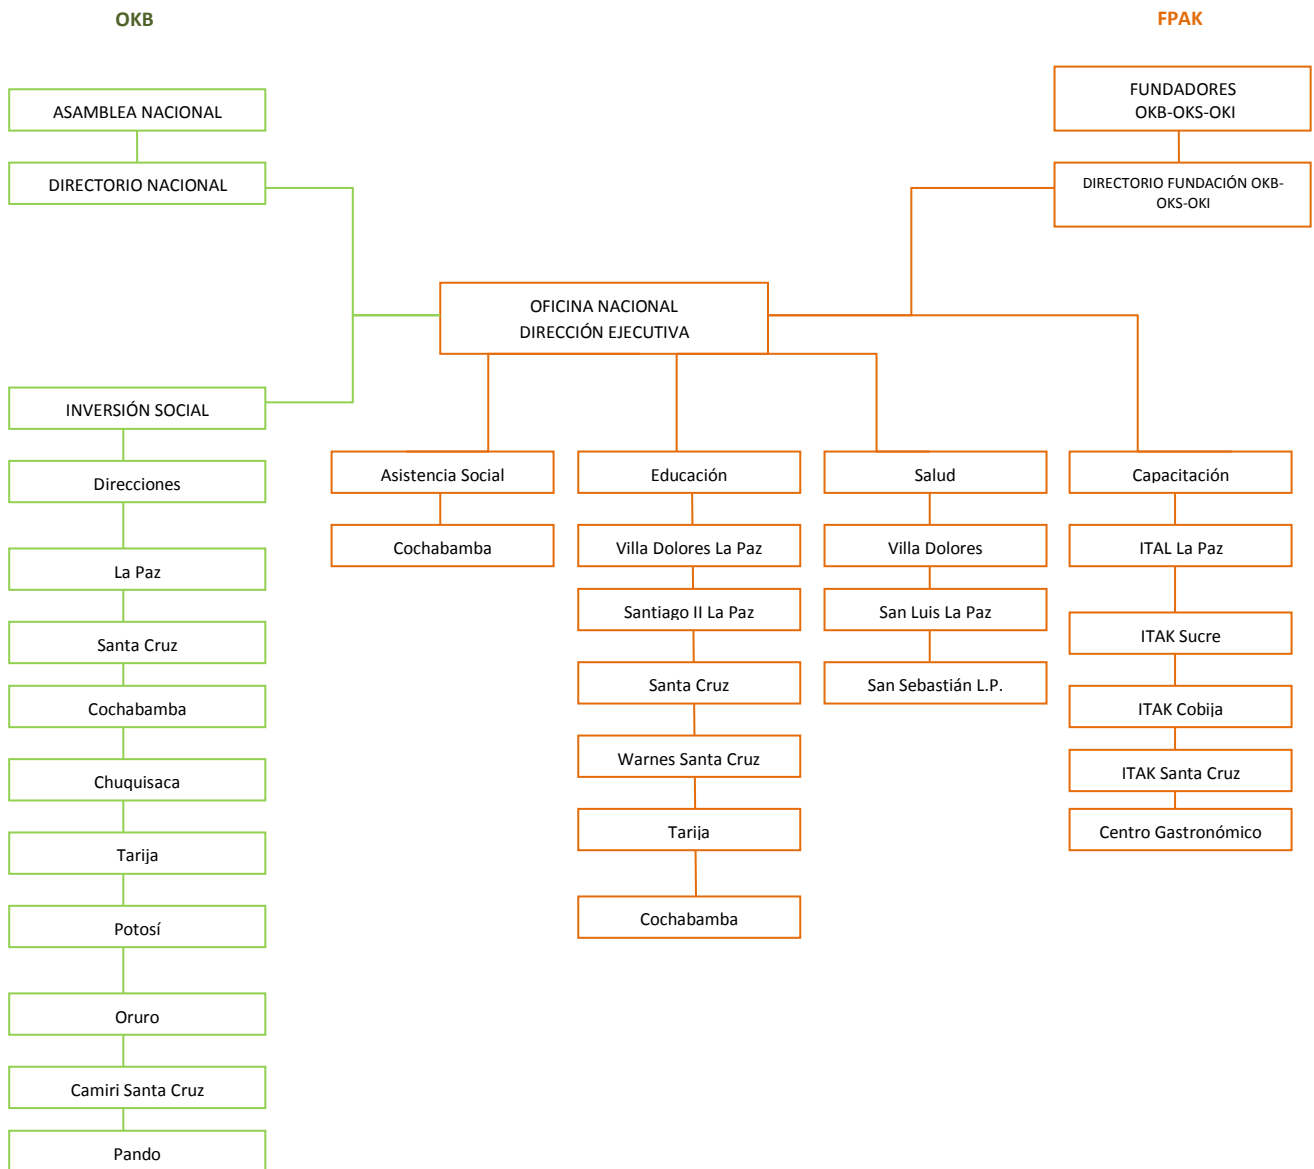 OKB
FPAK
ASAMBLEA NACIONAL
DIRECTORIO NACIONAL
FUNDADORES
OKB-OKS-OKI
DIRECTORIO FUNDACIÓN OKB-
OKS-OKI
OFICINA NACIONAL
DIRECCIÓN EJECUTIVA
INVERSIÓN SOCIAL
Direcciones
La Paz
Santa Cruz
Cochabamba
Chuquisaca
Tarija
Potosí
Oruro
Camiri Santa Cruz
Pando
Asistencia Social
Cochabamba
Educación
Villa Dolores La Paz
Santiago II La Paz
Santa Cruz
Warnes Santa Cruz
Tarija
Cochabamba
Salud
Villa Dolores
San Luis La Paz
San Sebastián L.P.
Capacitación
ITAL La Paz
ITAK Sucre
ITAK Cobija
ITAK Santa Cruz
Centro Gastronómico